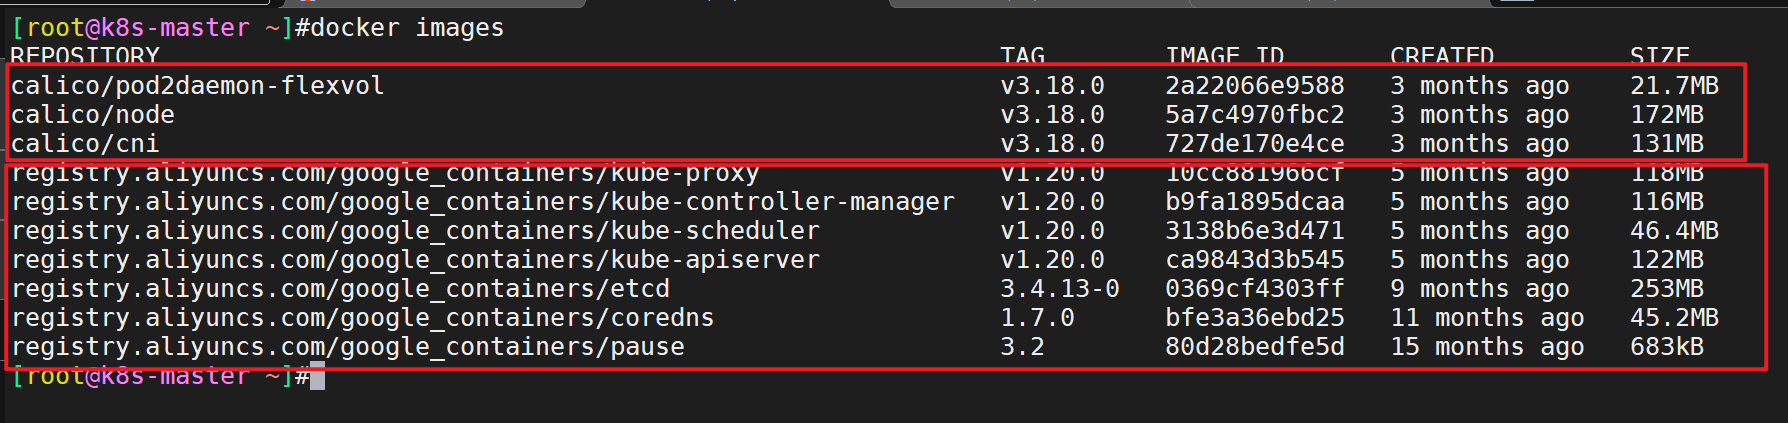 [root@k8s-master ~]#docker images
REPOSITORY TAG IMAGE ID CREATED SIZE
calico/pod2daemon-flexvol v3.18.0 2a22066e9588 3 months ago 21.7MB
calico/node v3.18.0 5a7c4970fbc2 3 months ago 172MB
calico/cni v3.18.0 727de170e4ce 3 months ago 131MB
registry.aliyuncs.com/google_containers/kube-proxy v1.20.0 10cc881966cf 5 months ago 118MB
registry.aliyuncs.com/google_containers/kube-controller-manager v1.20.0 b9fa1895dcaa 5 months ago 116MB
registry.aliyuncs.com/google_containers/kube-scheduler v1.20.0 3138b6e3d471 5 months ago 46.4MB
registry.aliyuncs.com/google_containers/kube-apiserver v1.20.0 ca9843d3b545 5 months ago 122MB
registry.aliyuncs.com/google_containers/etcd 3.4.13-0 0369cf4303ff 9 months ago 253MB
registry.aliyuncs.com/google_containers/coredns 1.7.0 bfe3a36ebd25 11 months ago 45.2MB
registry.aliyuncs.com/google_containers/pause 3.2 80d28bedfe5d 15 months ago 683kB
[root@k8s-master ~]#